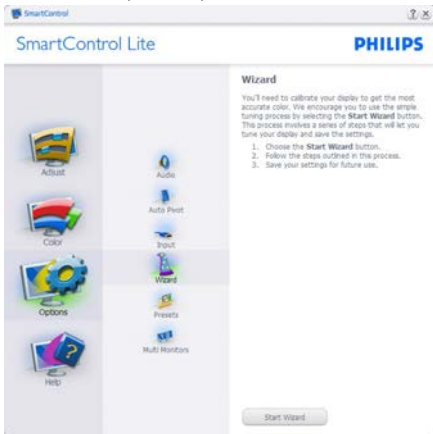 SmartControl
SmartControl Lite
PHILIPS
Adjust
Color
Options
Help
Audio
Auto Pivot
Input
Wizard
Presets
Multi Monitors
Wizard
You'll need to calibrate your display to get the most
accurate color. We encourage you to use the simple
tuning process by selecting the Start Wizard button.
This process involves a series of steps that will let you
tune your display and save the settings.
1. Choose the Start Wizard button.
2. Follow the steps outlined in this process.
3. Save your settings for future use.
Start Wizard